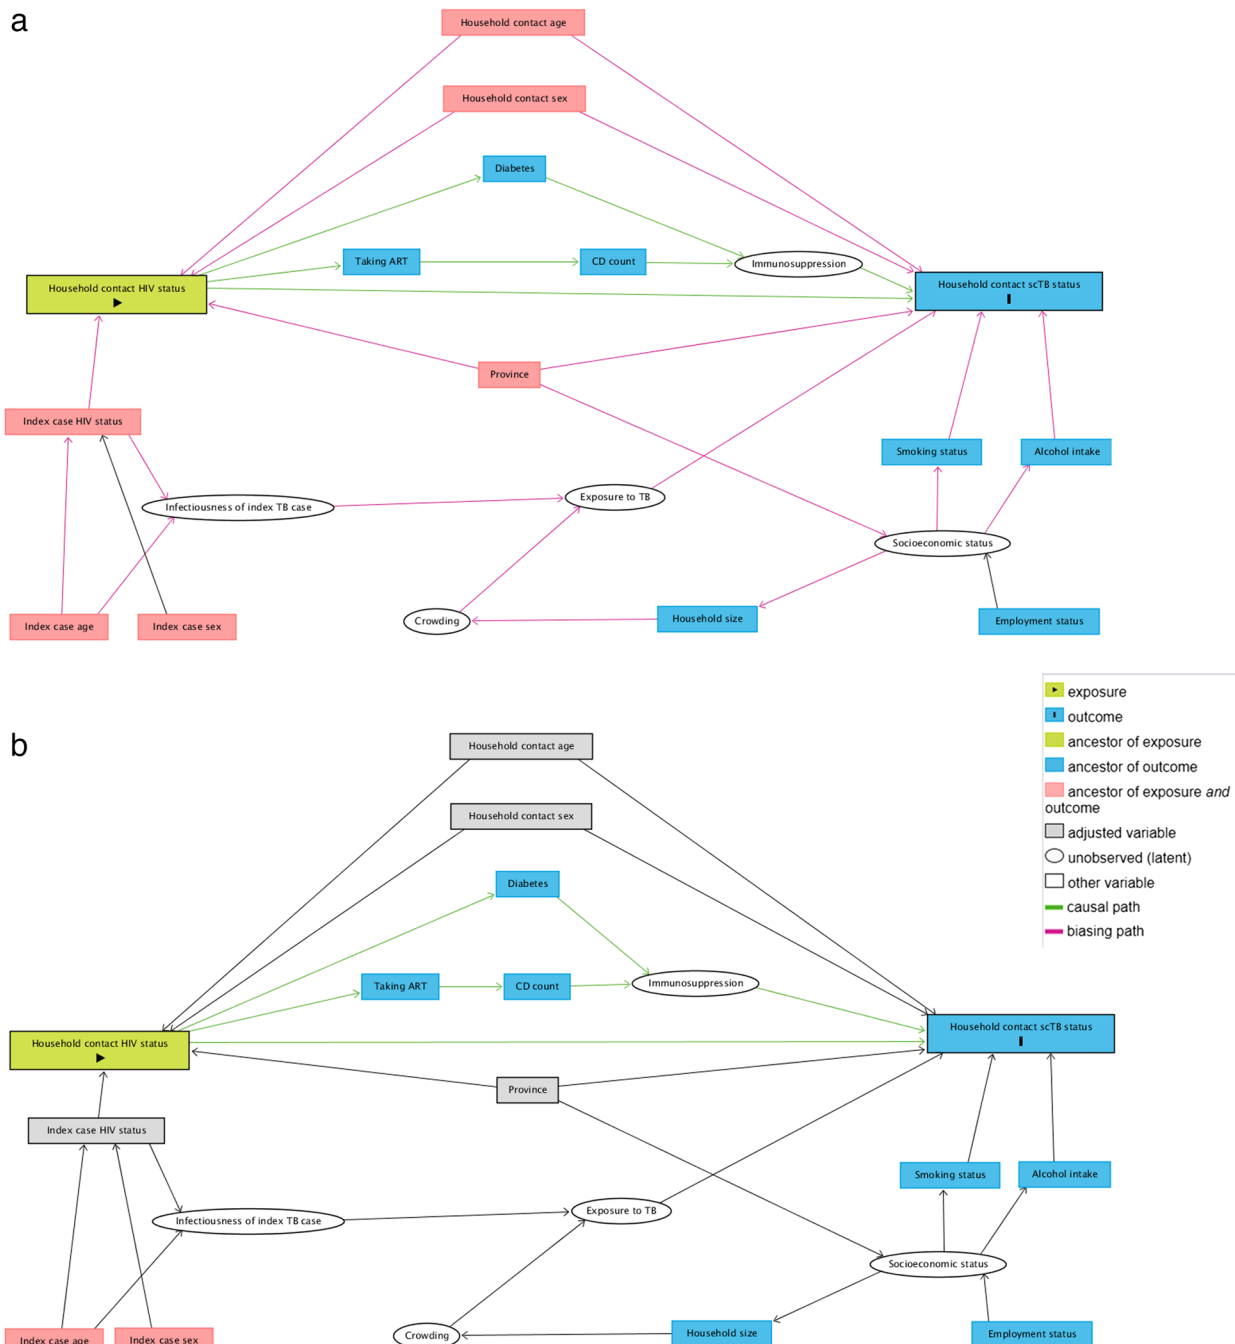 a
Household contact age
Household contact sex
Diabetes
Taking ART
CD count
Immunosuppression
Household contact HIV status
Household contact scTB status
Province
Index case HIV status
Smoking status
Alcohol intake
Infectiousness of index TB case
Exposure to TB
Socioeconomic status
Index case age
Index case sex
Crowding
Household size
Employment status
exposure
outcome
ancestor of exposure
ancestor of outcome
ancestor of exposure and
outcome
adjusted variable
unobserved (latent)
other variable
causal path
biasing path
b
Household contact age
Household contact sex
Diabetes
Taking ART
CD count
Immunosuppression
Household contact HIV status
Household contact scTB status
Province
Index case HIV status
Smoking status
Alcohol intake
Infectiousness of index TB case
Exposure to TB
Socioeconomic status
Index case age
Index case sex
Crowding
Household size
Employment status